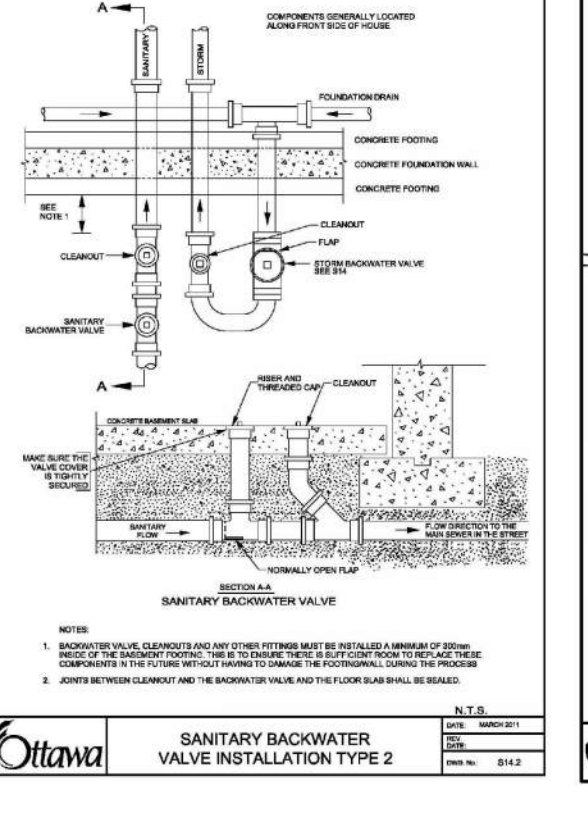 A
COMPONENTS GENERALLY LOCATED
ALONG FRONT SIDE OF HOUSE
SANITARY
STORM
FOUNDATION DRAIN
CONCRETE FOOTING
CONCRETE FOUNDATION WALL
CONCRETE FOOTING
SEE
NOTE 1
CLEANOUT
FLAP
CLEANOUT
STORM BACKWATER VALVE
SEE S14
SANITARY
BACKWATER VALVE
A
RISER AND
THREADED CAP
CLEANOUT
CONCRETE BASEMENT SLAB
MAKE SURE THE
VALVE COVER
IS TIGHTLY
SECURED
SANITARY
FLOW
FLOW DIRECTION TO THE
MAIN SEWER IN THE STREET
NORMALLY OPEN FLAP
SECTION A-A
SANITARY BACKWATER VALVE
NOTES:
1. BACKWATER VALVE, CLEANOUTS AND ANY OTHER FITTINGS MUST BE INSTALLED A MINIMUM OF 300mm
INSIDE OF THE BASEMENT FOOTING. THIS IS TO ENSURE THERE IS SUFFICIENT ROOM TO REPLACE THESE
COMPONENTS IN THE FUTURE WITHOUT HAVING TO DAMAGE THE FOOTING/WALL DURING THE PROCESS
2. JOINTS BETWEEN CLEANOUT AND THE BACKWATER VALVE AND THE FLOOR SLAB SHALL BE SEALED.
N.T.S.
Ottawa
SANITARY BACKWATER
VALVE INSTALLATION TYPE 2
DATE: MARCH 2011
REV
DATE:
DWG. No: S14.2